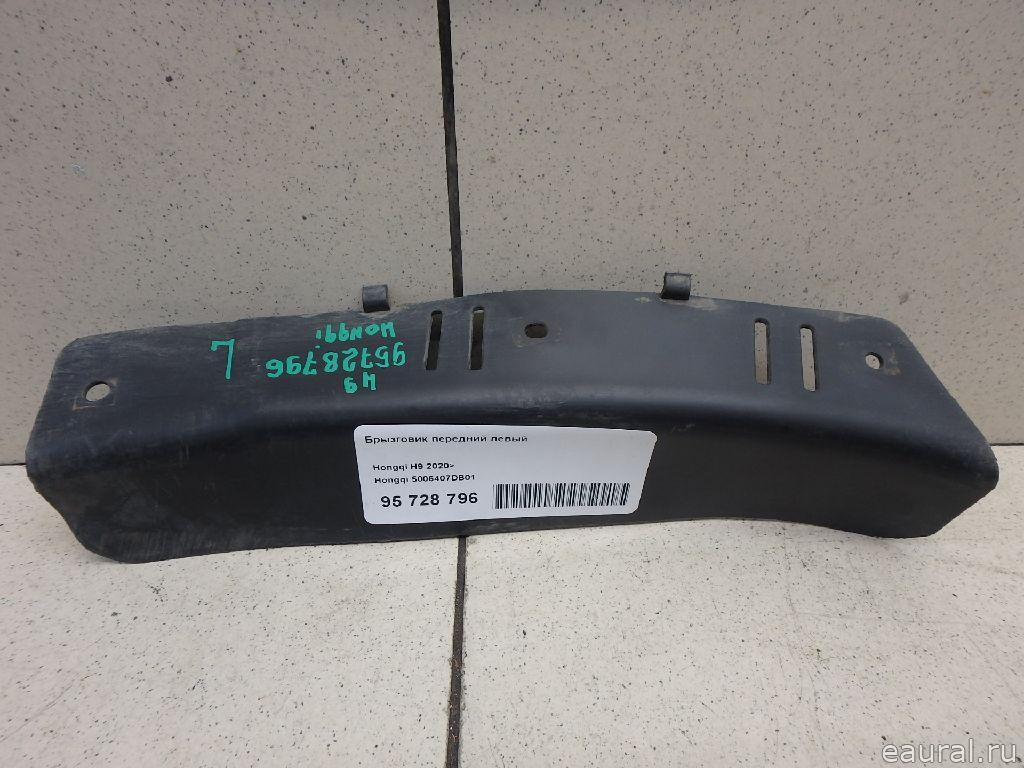 Hongqi
95728796
H9
L
Брызговик передний левый
Hongqi H9 2020>
Hongqi 5006407DB01
95 728 796
eaural.ru